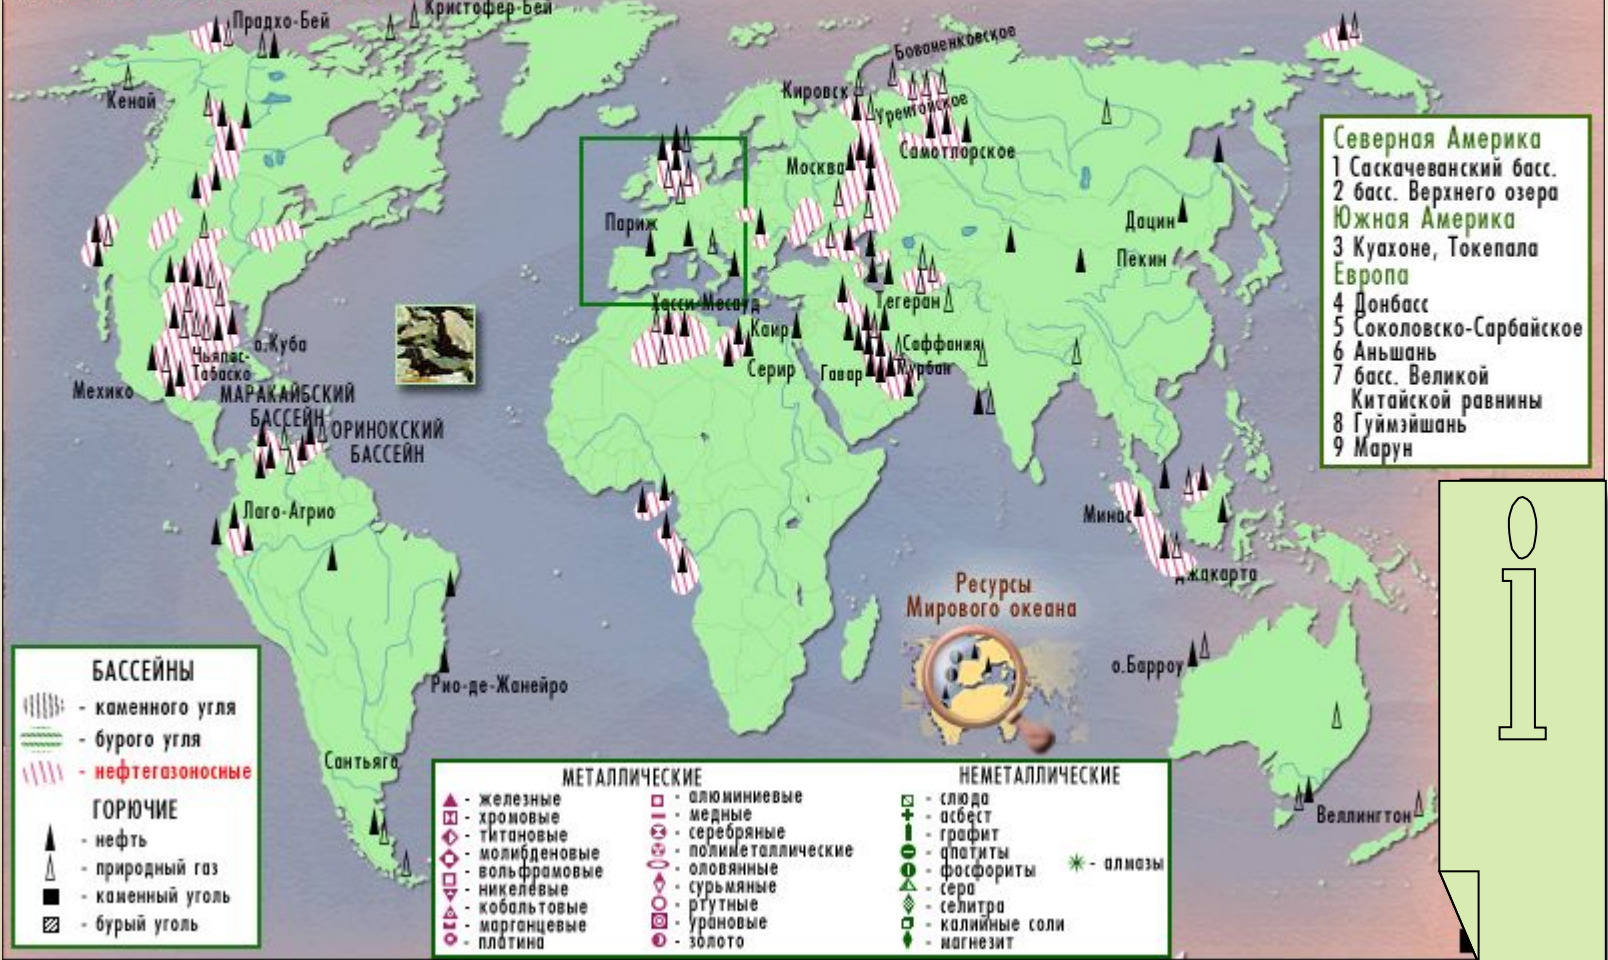 Прадхо-Бей
Кристофер-Бей
Кенай
Бованенковское
Кировск
Уренгойское
Самотлорское
Москва
Париж
Дацин
Пекин
Хасси-Месауд
Тегеран
Каир
Серир
Саффания
Гавар
Мурбан
о.Куба
Чьяпас-
Табаско
Мехико
МАРАКАЙБСКИЙ
БАССЕЙН
ОРИНОКСКИЙ
БАССЕЙН
Лаго-Агрио
Минас
Джакарта
Ресурсы
Мирового океана
о.Барроу
Рио-де-Жанейро
Сантьяго
Веллингтон
Северная Америка
1 Саскачеванский басс.
2 басс. Верхнего озера
Южная Америка
3 Куахоне, Токепала
Европа
4 Донбасс
5 Соколовско-Сарбайское
6 Аньшань
7 басс. Великой
Китайской равнины
8 Гуймэйшань
9 Марун
i
БАССЕЙНЫ
- каменного угля
- бурого угля
- нефтегазоносные
ГОРЮЧИЕ
- нефть
- природный газ
- каменный уголь
- бурый уголь
МЕТАЛЛИЧЕСКИЕ
- железные
- хромовые
- титановые
- молибденовые
- вольфрамовые
- никелевые
- кобальтовые
- марганцевые
- платина
- алюминиевые
- медные
- серебряные
- полиметаллические
- оловянные
- сурьмяные
- ртутные
- урановые
- золото
НЕМЕТАЛЛИЧЕСКИЕ
- слюда
- асбест
- графит
- апатиты
- фосфориты
- сера
- селитра
- калийные соли
- магнезит
- алмазы